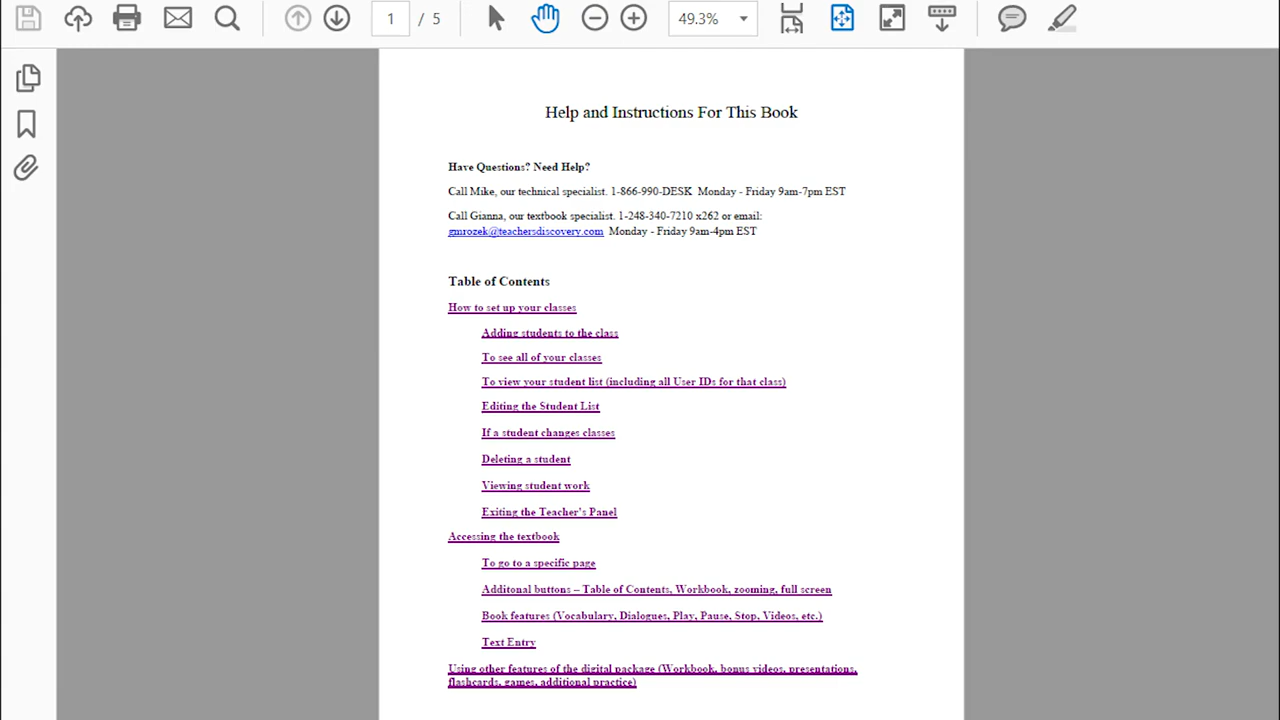 1 / 5 49.3%
Help and Instructions For This Book
Have Questions? Need Help?
Call Mike, our technical specialist. 1-866-990-DESK Monday - Friday 9am-7pm EST
Call Gianna, our textbook specialist. 1-248-340-7210 x262 or email:
gmrozek@teachersdiscovery.com Monday - Friday 9am-4pm EST
Table of Contents
How to set up your classes
Adding students to the class
To see all of your classes
To view your student list (including all User IDs for that class)
Editing the Student List
If a student changes classes
Deleting a student
Viewing student work
Exiting the Teacher's Panel
Accessing the textbook
To go to a specific page
Additonal buttons – Table of Contents, Workbook, zooming, full screen
Book features (Vocabulary, Dialogues, Play, Pause, Stop, Videos, etc.)
Text Entry
Using other features of the digital package (Workbook, bonus videos, presentations,
flashcards, games, additional practice)